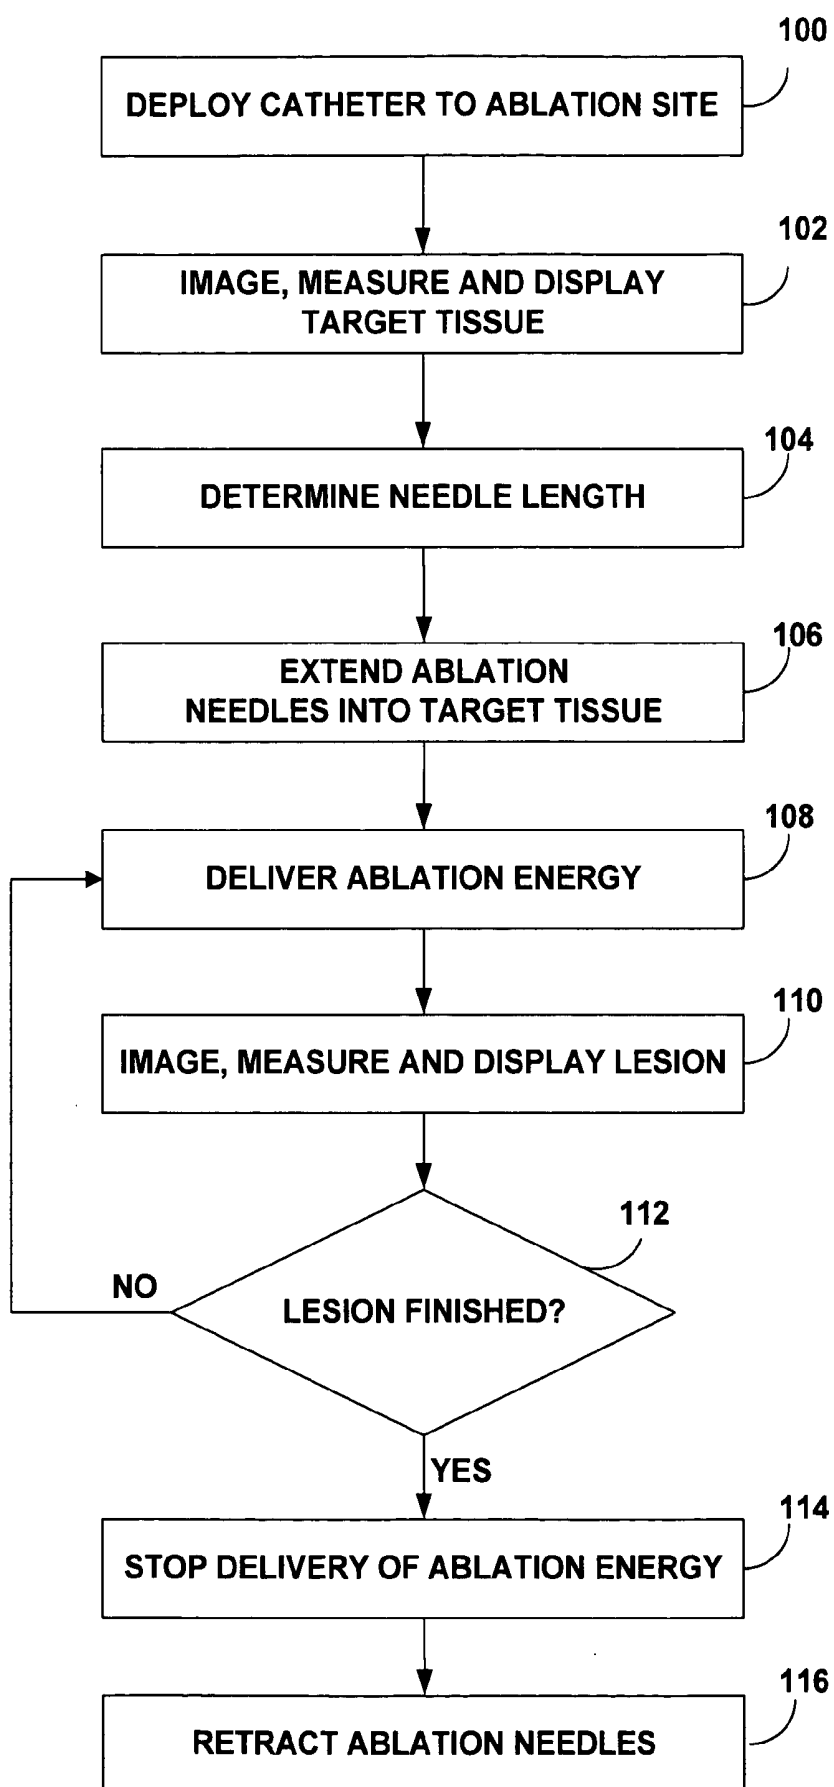 100
DEPLOY CATHETER TO ABLATION SITE
102
IMAGE, MEASURE AND DISPLAY
TARGET TISSUE
104
DETERMINE NEEDLE LENGTH
106
EXTEND ABLATION
NEEDLES INTO TARGET TISSUE
108
DELIVER ABLATION ENERGY
110
IMAGE, MEASURE AND DISPLAY LESION
112
NO
LESION FINISHED?
YES
114
STOP DELIVERY OF ABLATION ENERGY
116
RETRACT ABLATION NEEDLES